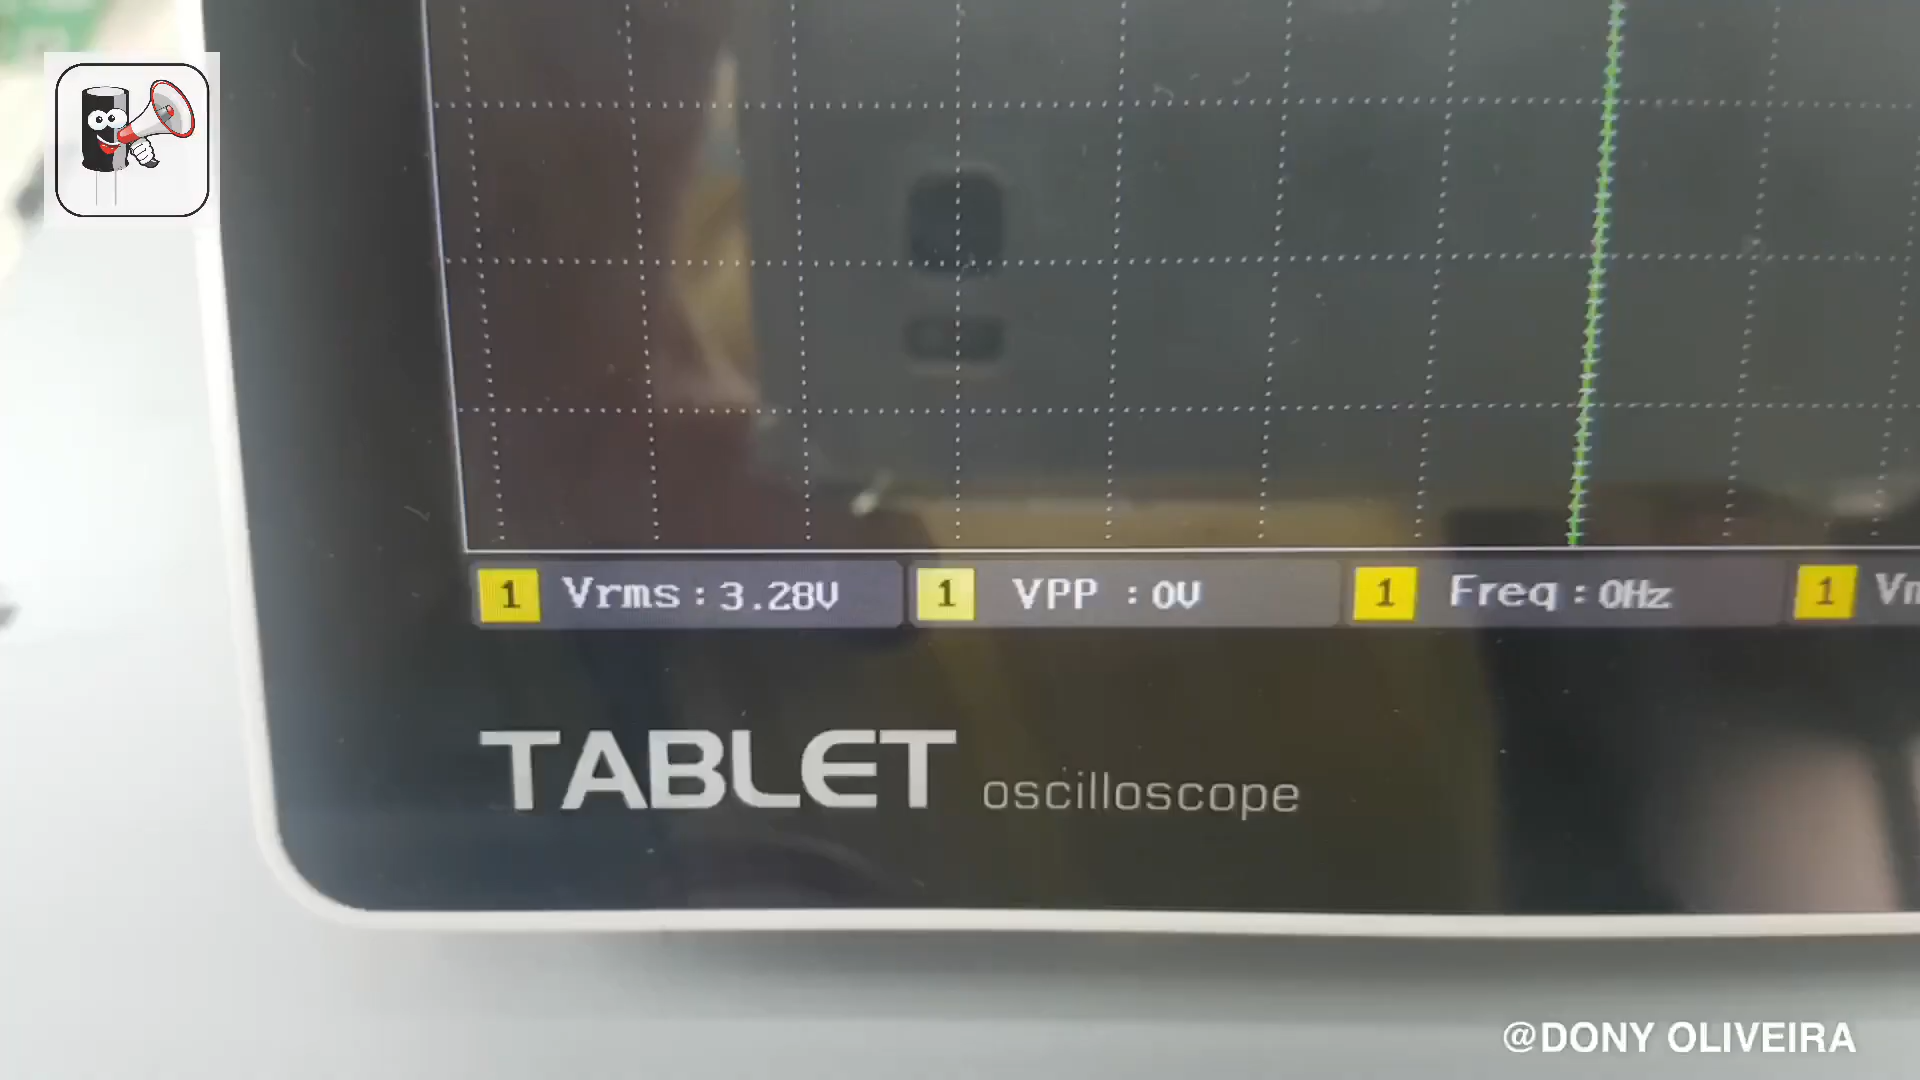 1 Vrms:3.28V 1 VPP :0V 1 Freq:0Hz 1
TABLET oscilloscope
@DONY OLIVEIRA